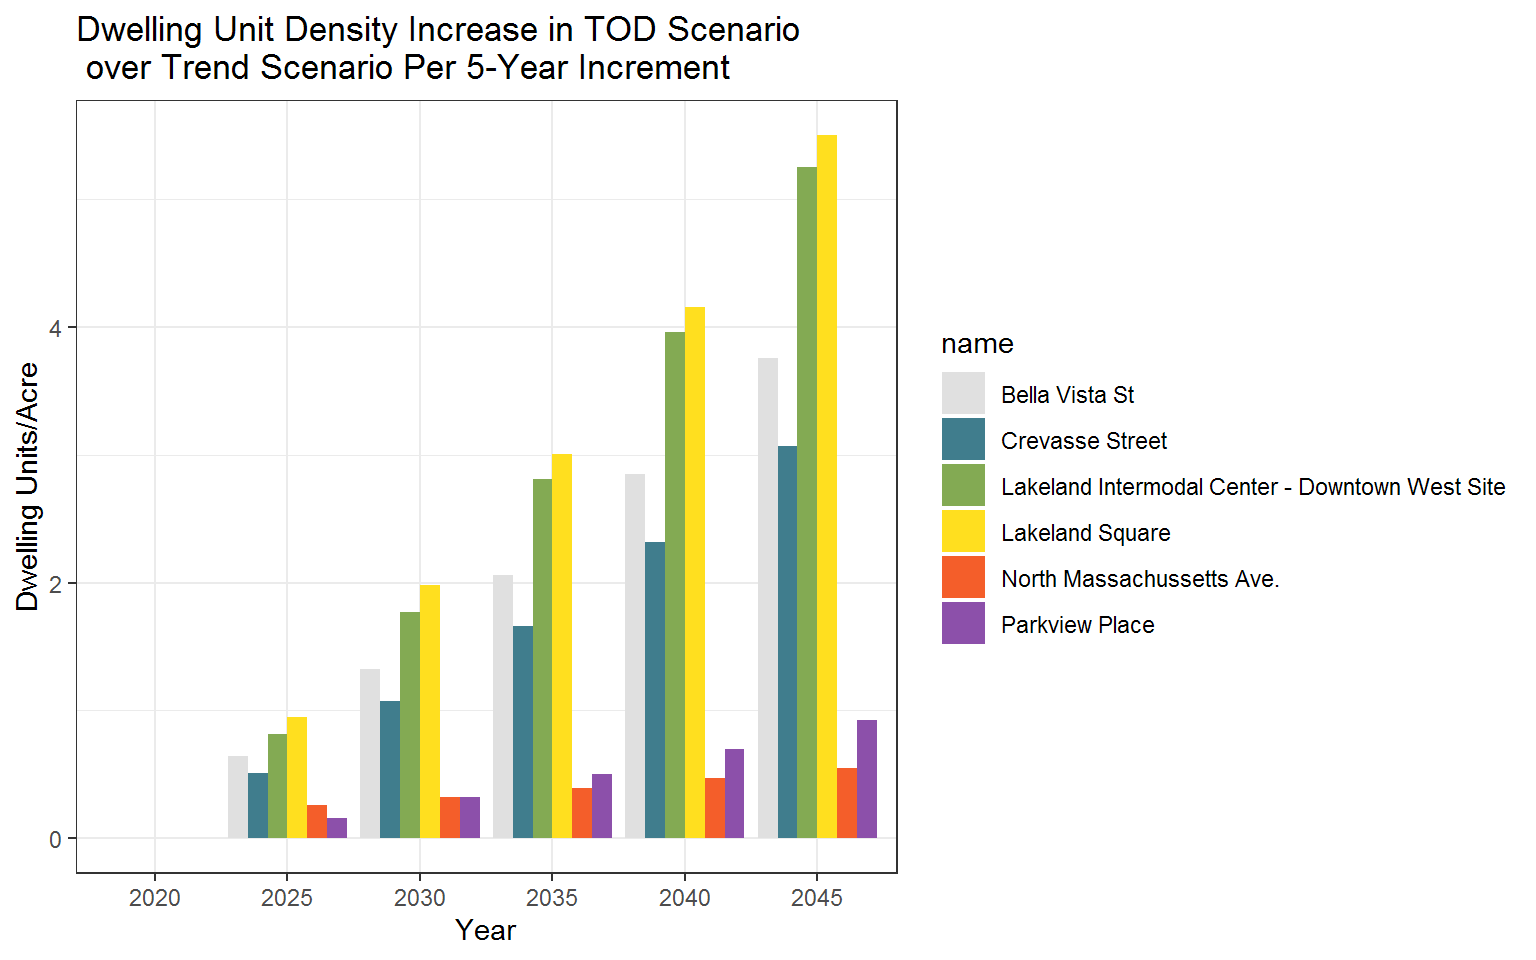 Dwelling Unit Density Increase in TOD Scenario
over Trend Scenario Per 5-Year Increment
Dwelling Units/Acre
4
2
0
2020 2025 2030 2035 2040 2045
Year
name
Bella Vista St
Crevasse Street
Lakeland Intermodal Center - Downtown West Site
Lakeland Square
North Massachussetts Ave.
Parkview Place